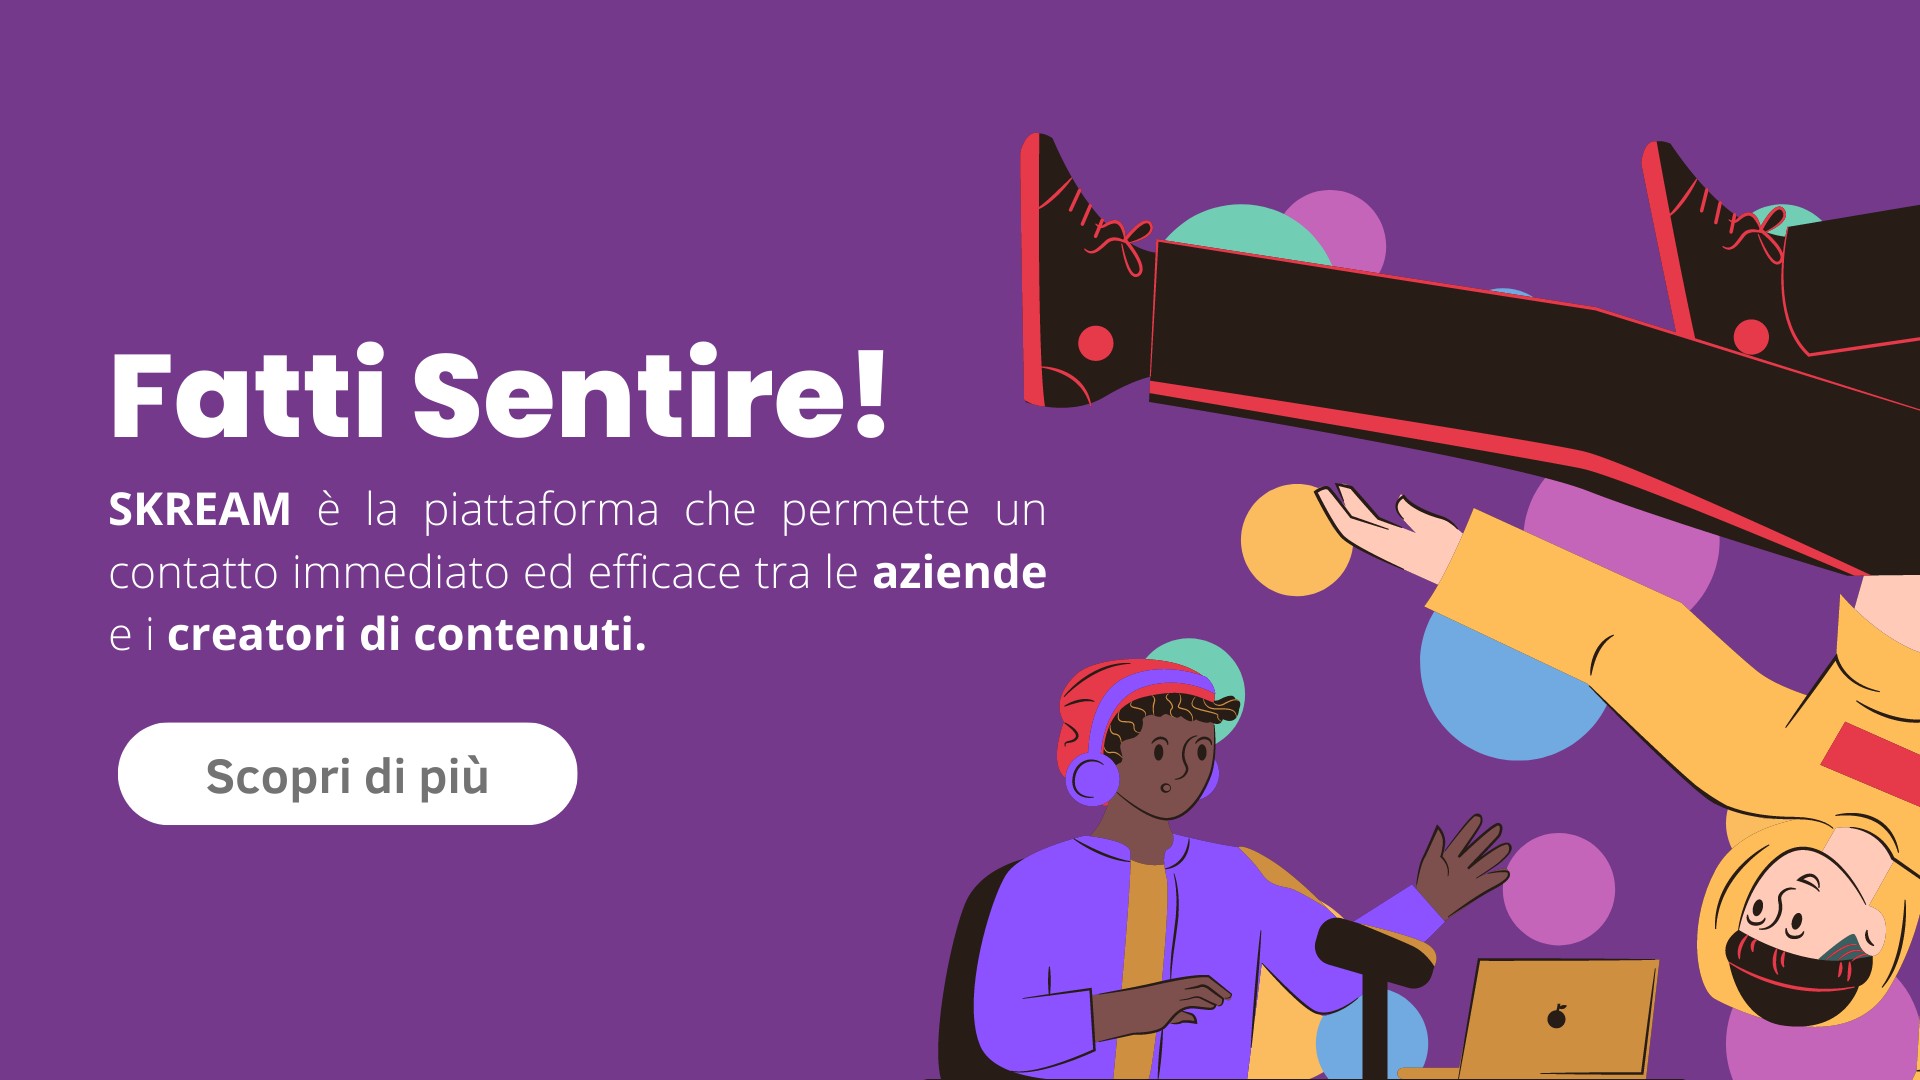 Fatti Sentire!
SKREAM è la piattaforma che permette un
contatto immediato ed efficace tra le aziende
e i creatori di contenuti.
Scopri di più